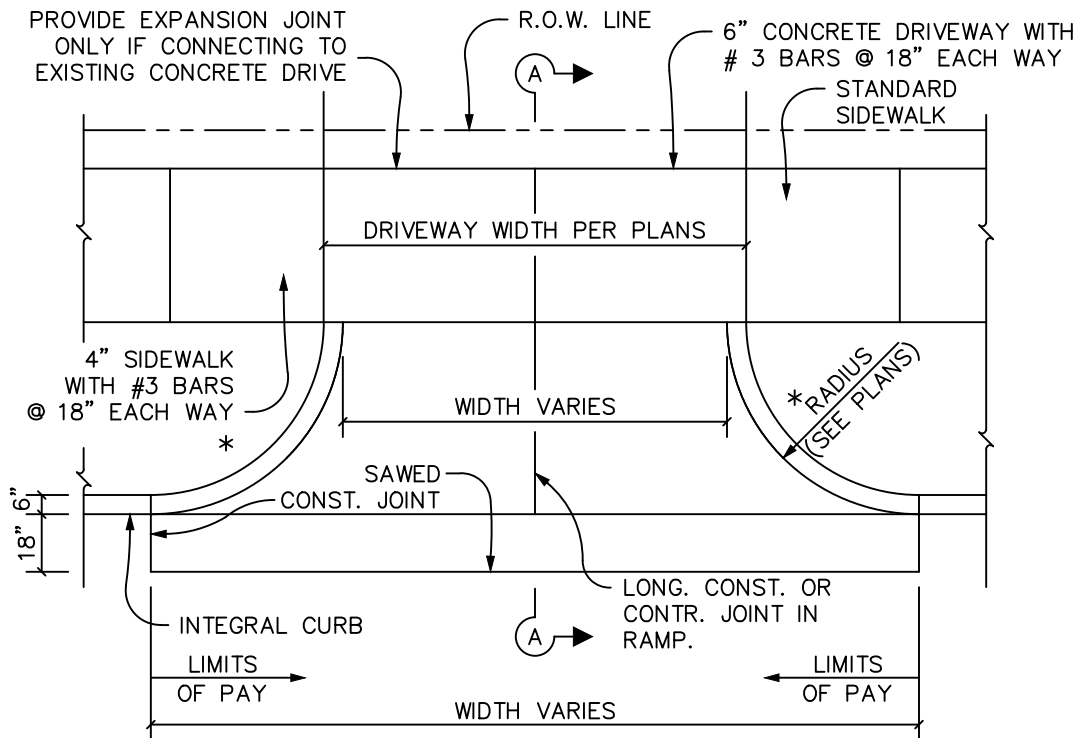 PROVIDE EXPANSION JOINT
ONLY IF CONNECTING TO
EXISTING CONCRETE DRIVE
R.O.W. LINE
6" CONCRETE DRIVEWAY WITH
# 3 BARS @ 18" EACH WAY
A
STANDARD
SIDEWALK
DRIVEWAY WIDTH PER PLANS
4" SIDEWALK
WITH #3 BARS
@ 18" EACH WAY
*
WIDTH VARIES
* RADIUS
(SEE PLANS)
SAWED
CONST. JOINT
6"
18"
INTEGRAL CURB
LONG. CONST. OR
CONTR. JOINT IN
RAMP.
A
LIMITS
OF PAY
LIMITS
OF PAY
WIDTH VARIES